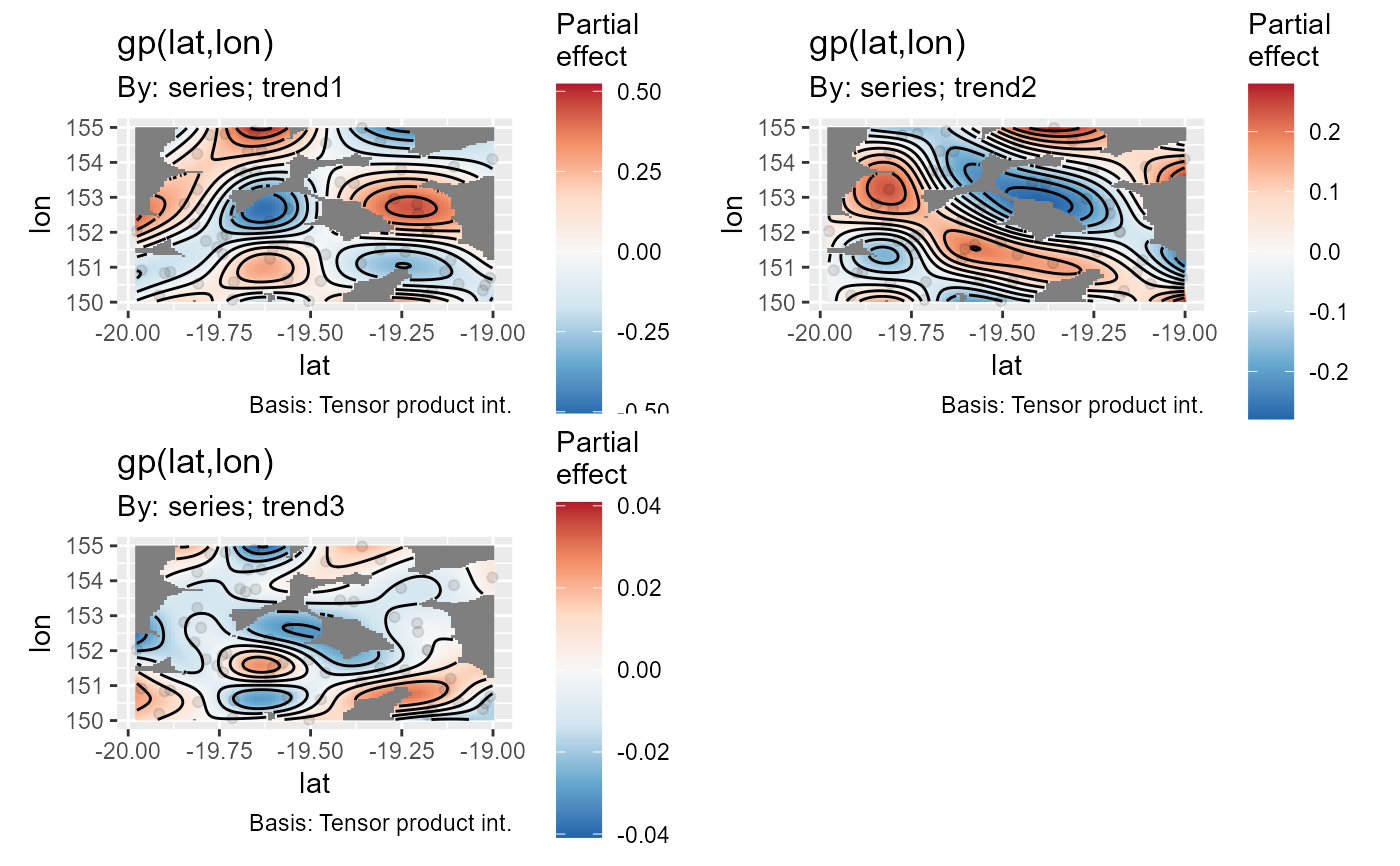 gp(lat,lon)
By: series; trend1
Partial
effect
0.50
0.25
0.00
-0.25
-0.50
155
154
153
152
151
150
lon
-20.00 -19.75 -19.50 -19.25 -19.00
lat
Basis: Tensor product int.
gp(lat,lon)
By: series; trend2
Partial
effect
0.2
0.1
0.0
-0.1
-0.2
155
154
153
152
151
150
lon
-20.00 -19.75 -19.50 -19.25 -19.00
lat
Basis: Tensor product int.
gp(lat,lon)
By: series; trend3
Partial
effect
0.04
0.02
0.00
-0.02
-0.04
155
154
153
152
151
150
lon
-20.00 -19.75 -19.50 -19.25 -19.00
lat
Basis: Tensor product int.